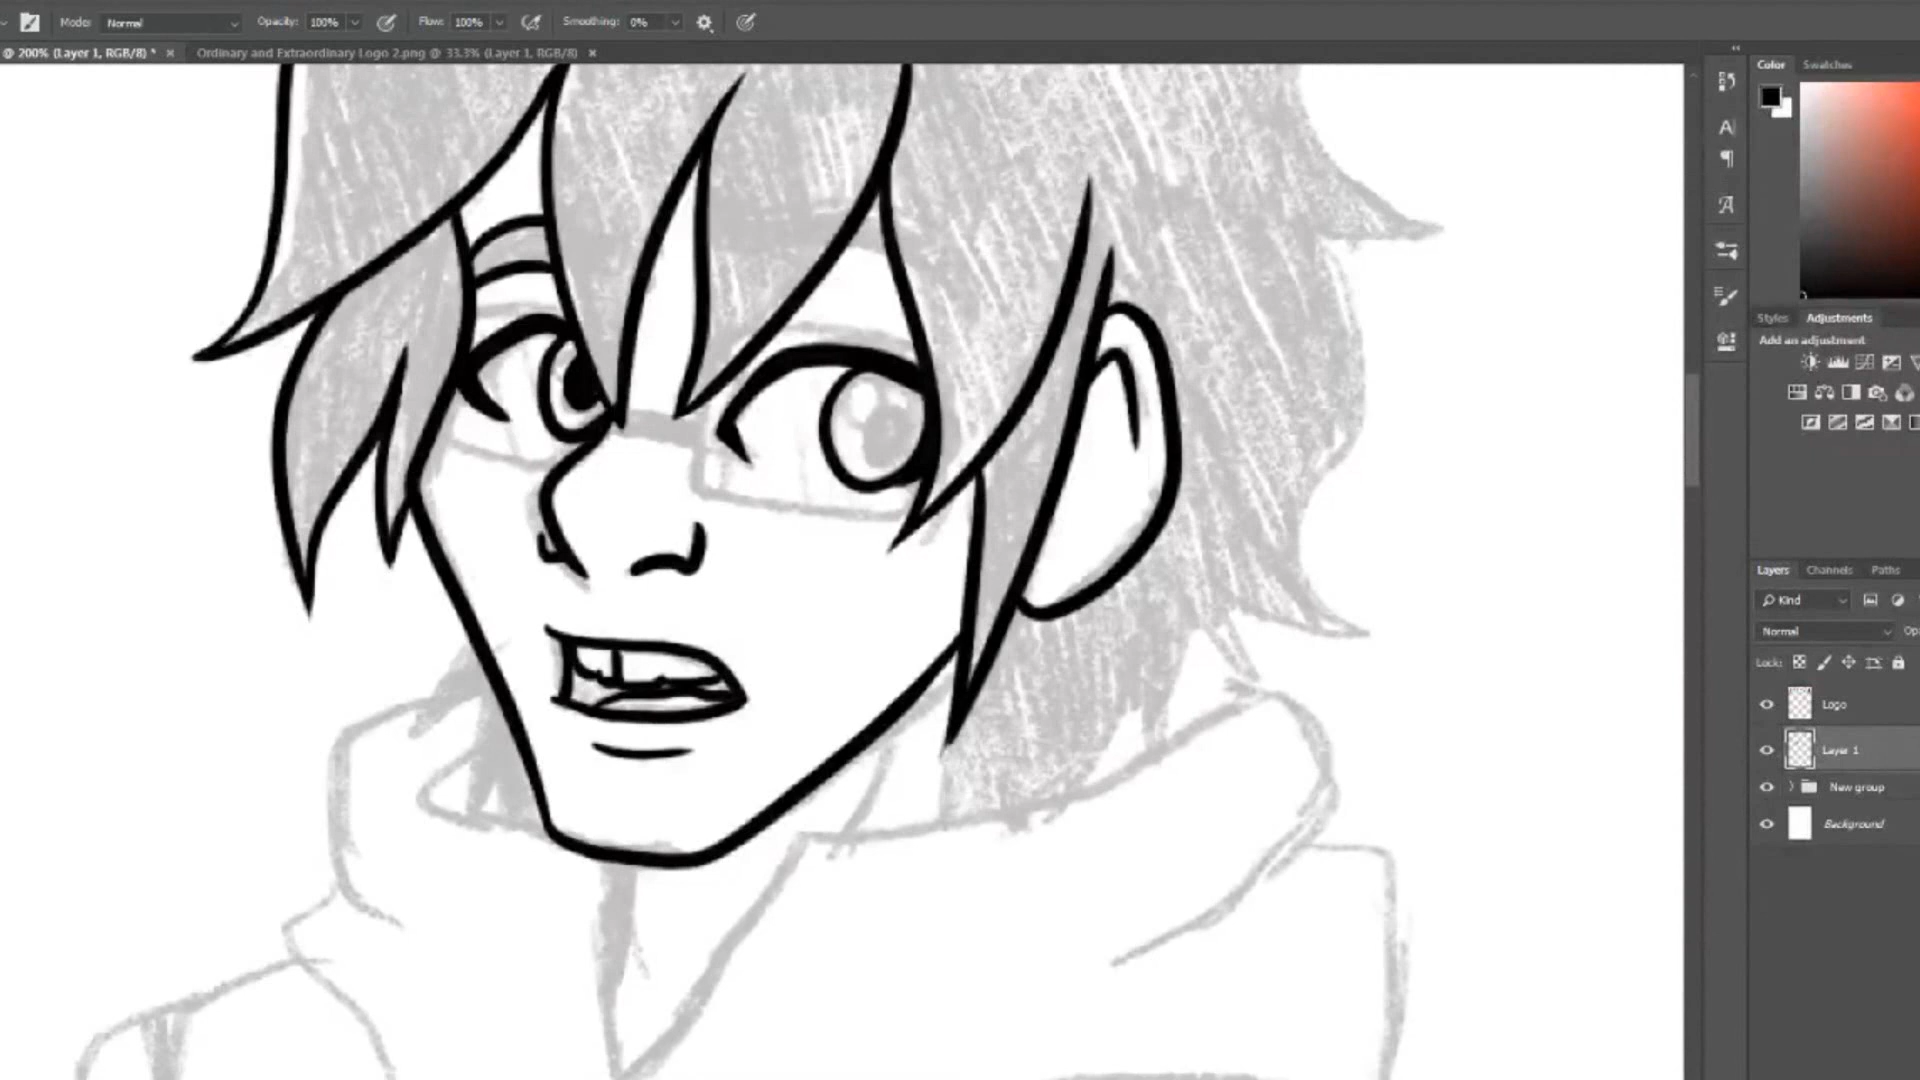 Mode: Normal Opacity: 100% Flow: 100% Smoothing: 0%
@ 200% (Layer 1, RGB/8) * × Ordinary and Extraordinary Logo 2.png @ 33.3% (Layer 1, RGB/8) ×
Color Swatches
Styles Adjustments
Add an adjustment
Layers Channels Paths
Kind
Normal Opa
Lock:
Logo
Layer 1
New group
Background